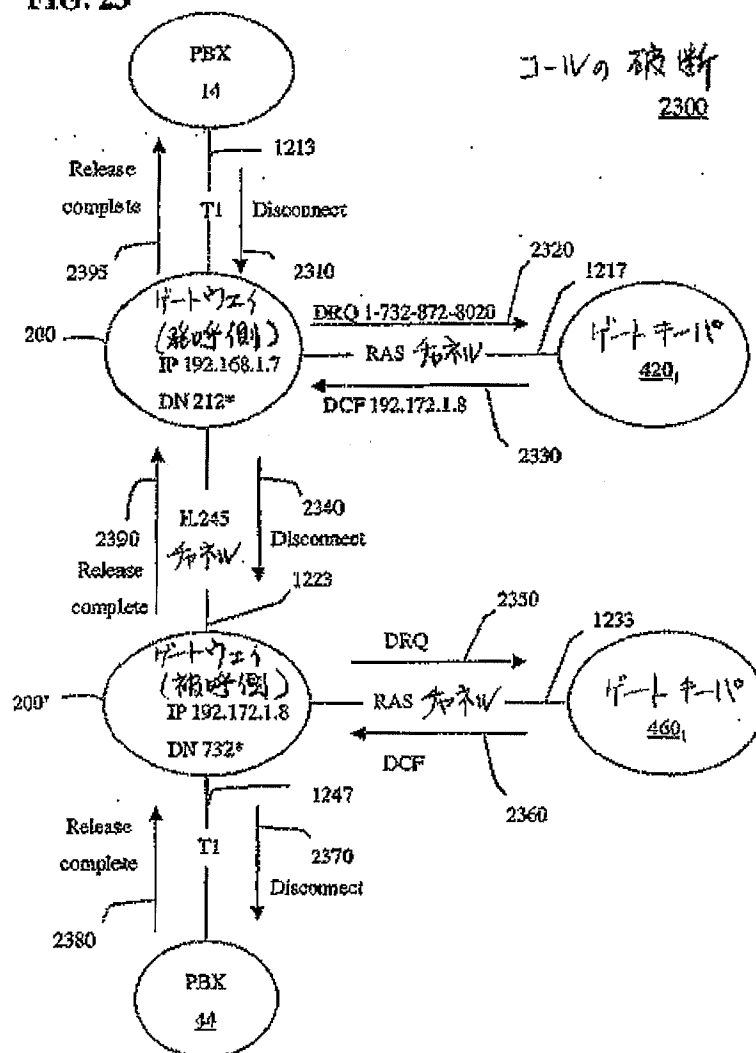 FIG. 23
コールの 破断
2300
PBX
14
1213
Release
complete
T1
Disconnect
2395
2310
2320
1217
ゲートウェイ
(発呼側)
IP 192.168.1.7
DN 212*
200
DRQ 1-732-872-8020
RAS チャネル
DCF 192.172.1.8
ゲートキーパ
420₁
2330
2390
2340
H.245
チャネル
Release
complete
Disconnect
1223
2350
1233
ゲートウェイ
(被呼側)
IP 192.172.1.8
DN 732*
200'
DRQ
RAS チャネル
DCF
ゲートキーパ
460₁
2360
1247
Release
complete
T1
2370
Disconnect
2380
PBX
44